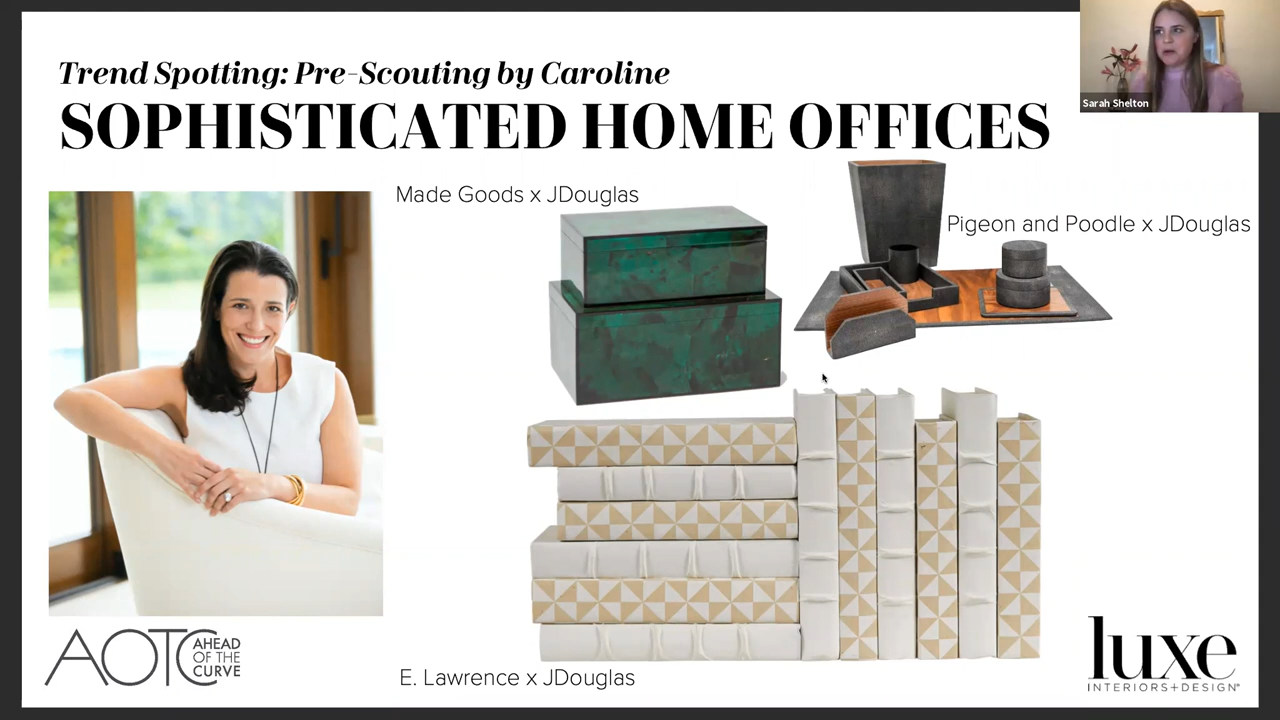 Trend Spotting: Pre-Scouting by Caroline
SOPHISTICATED HOME OFFICES
Sarah Shelton
Made Goods x JDouglas
Pigeon and Poodle x JDouglas
E. Lawrence x JDouglas
AOTC AHEAD
OF THE
CURVE
luxe
INTERIORS+DESIGN®